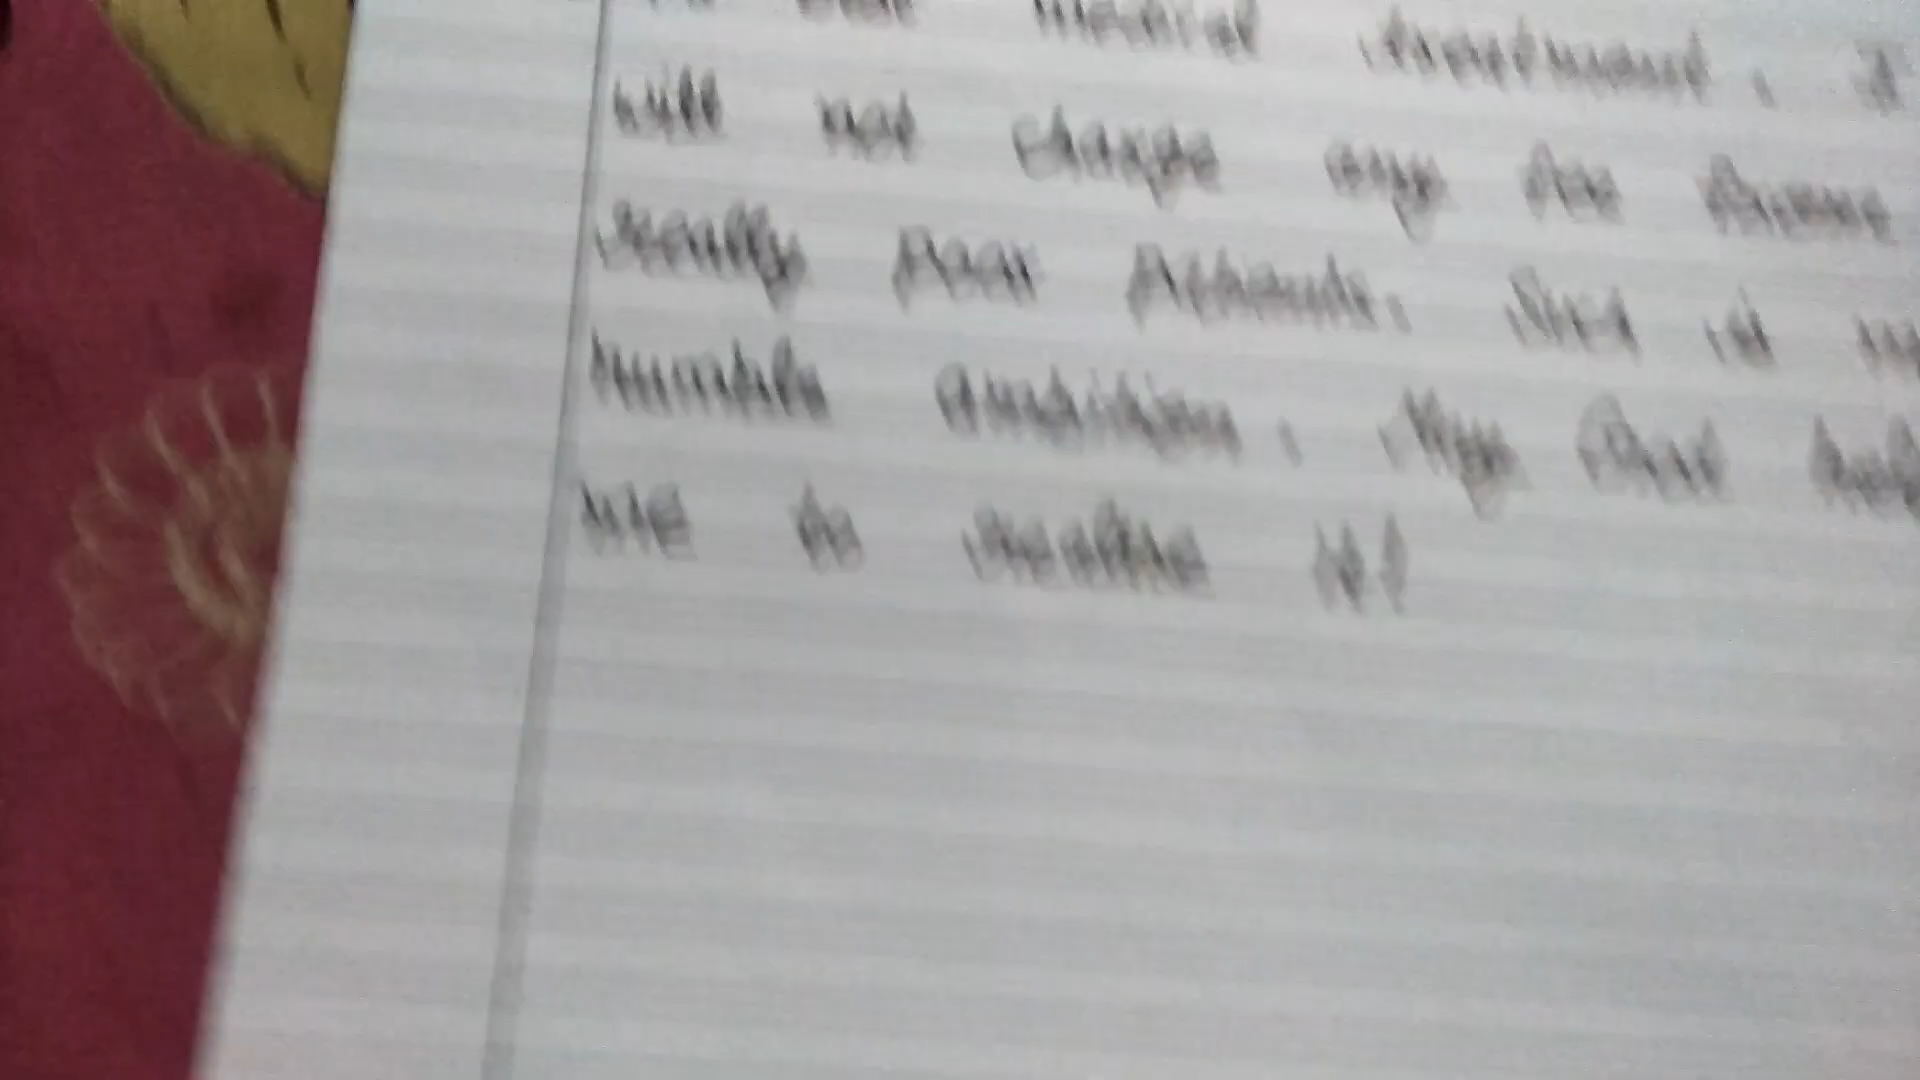 medical treatment. I
will not charge any fee from
really poor patients. This is my
humble ambition. May God help
me to realise it!